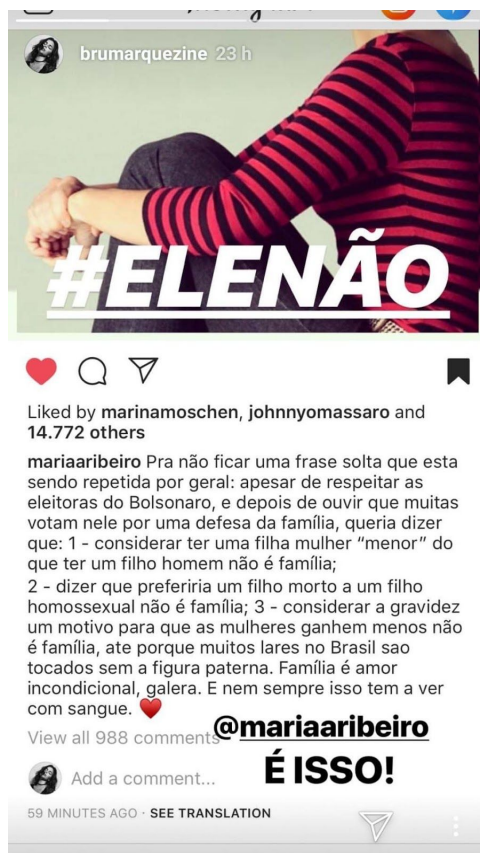 brumarquezine 23 h
#ELENÃO
Liked by marinamoschen, johnnyomassaro and
14.772 others
mariaaribeiro Pra não ficar uma frase solta que esta
sendo repetida por geral: apesar de respeitar as
eleitoras do Bolsonaro, e depois de ouvir que muitas
votam nele por uma defesa da família, queria dizer
que: 1 - considerar ter uma filha mulher “menor” do
que ter um filho homem não é família;
2 - dizer que preferiria um filho morto a um filho
homossexual não é família; 3 - considerar a gravidez
um motivo para que as mulheres ganhem menos não
é família, ate porque muitos lares no Brasil sao
tocados sem a figura paterna. Família é amor
incondicional, galera. E nem sempre isso tem a ver
com sangue.
@mariaaribeiro
View all 988 comments
É ISSO!
Add a comment...
59 MINUTES AGO · SEE TRANSLATION